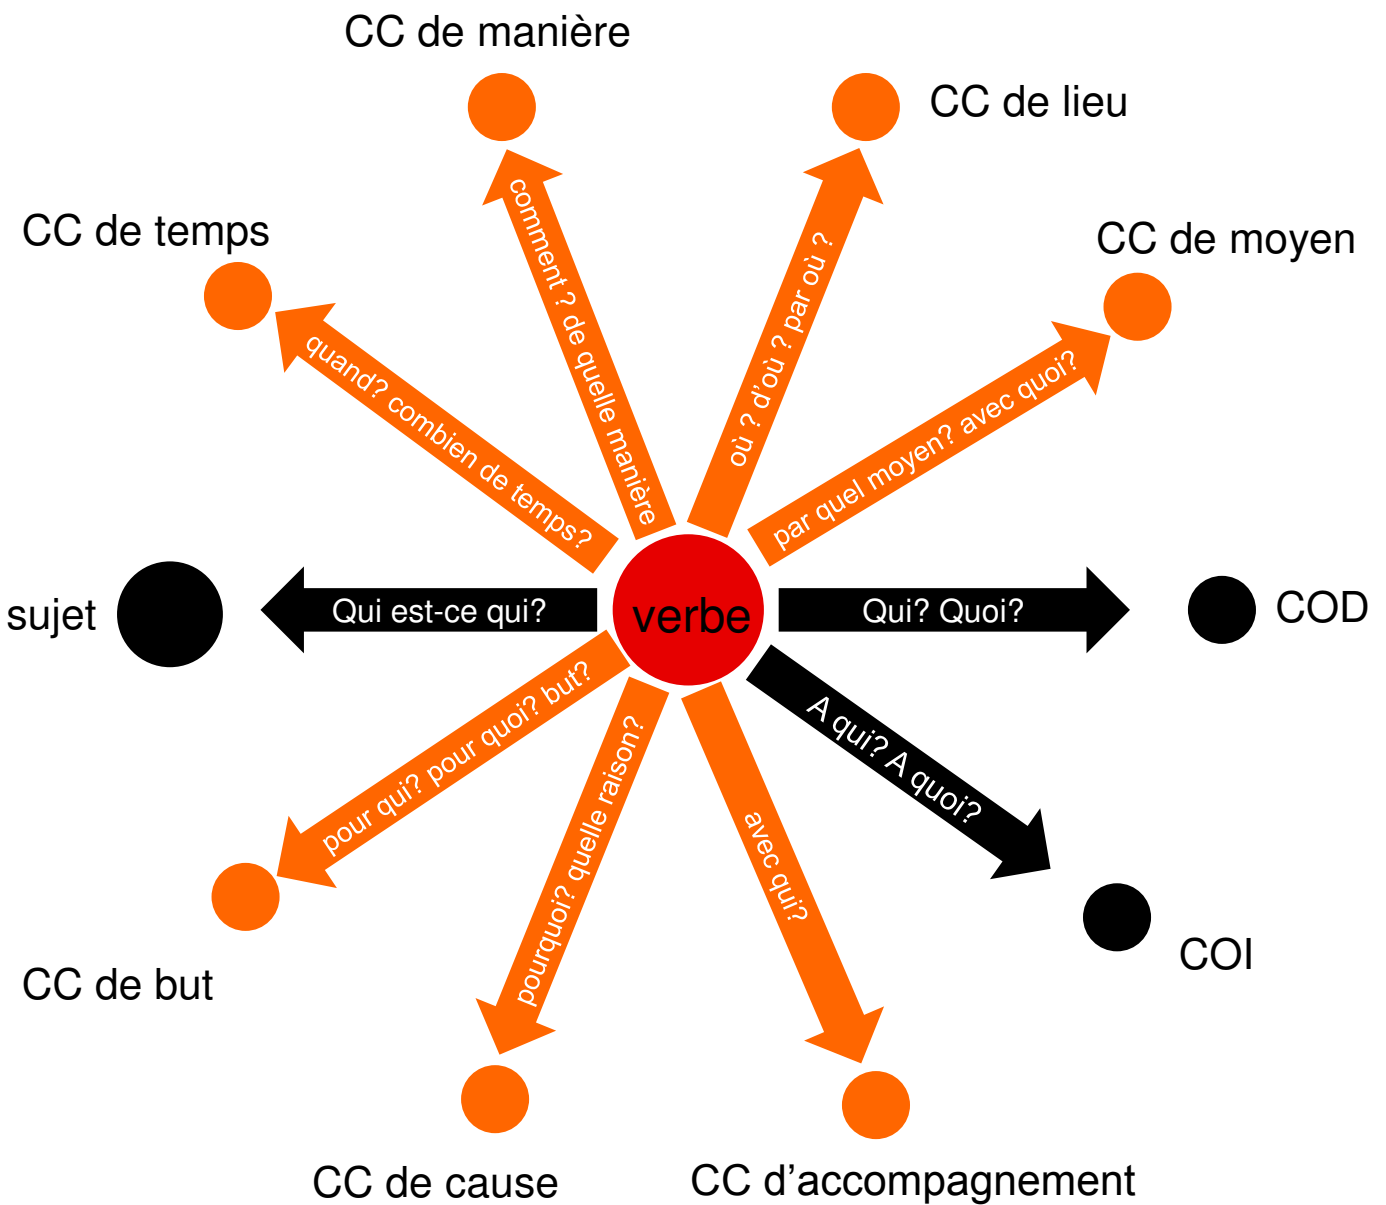 CC de manière
CC de lieu
CC de temps
CC de moyen
comment ? de quelle manière
où ? d'où ? par où ?
quand? combien de temps?
par quel moyen? avec quoi?
sujet
Qui est-ce qui?
verbe
Qui? Quoi?
COD
pour qui? pour quoi? but?
pourquoi? quelle raison?
avec qui?
A qui? A quoi?
COI
CC de but
CC de cause
CC d’accompagnement